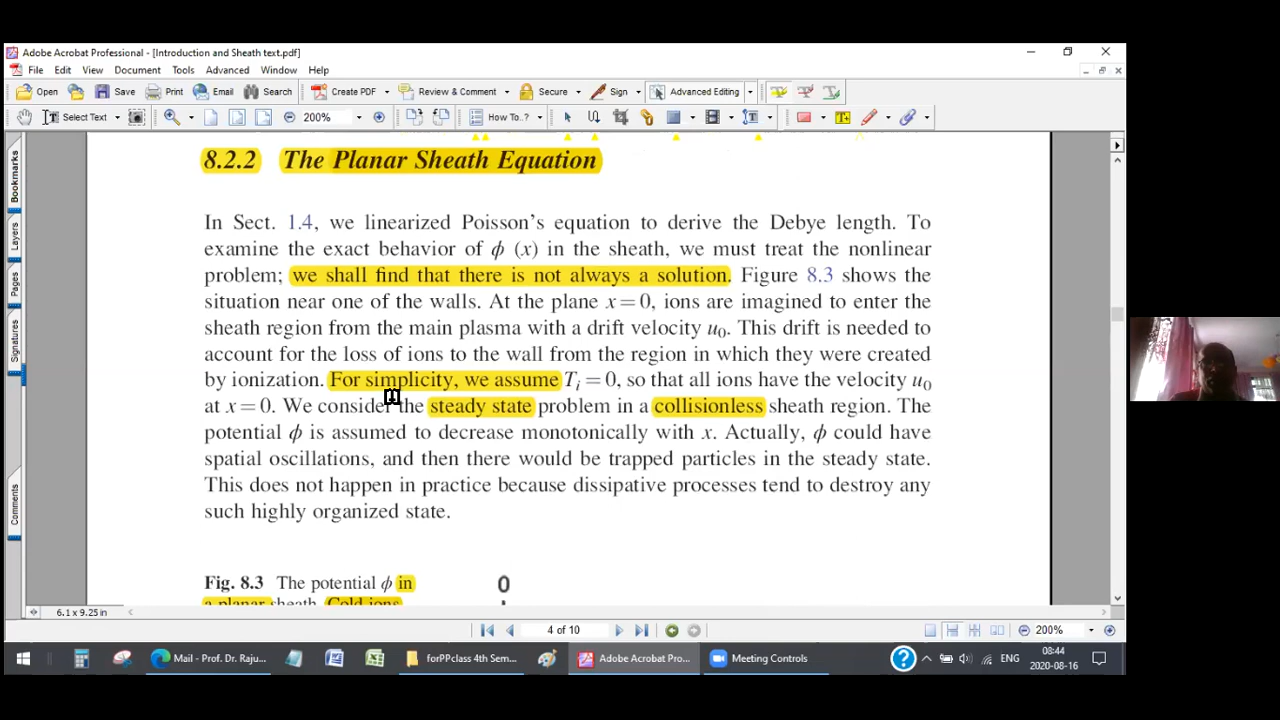 Adobe Acrobat Professional - [Introduction and Sheath text.pdf]
File Edit View Document Tools Advanced Window Help
Open Save Print Email Search Create PDF Review & Comment Secure Sign Advanced Editing
Select Text 200% How To..?
Bookmarks
Layers
Pages
Signatures
Comments
8.2.2 The Planar Sheath Equation
In Sect. 1.4, we linearized Poisson's equation to derive the Debye length. To
examine the exact behavior of ϕ (x) in the sheath, we must treat the nonlinear
problem; we shall find that there is not always a solution. Figure 8.3 shows the
situation near one of the walls. At the plane x = 0, ions are imagined to enter the
sheath region from the main plasma with a drift velocity u0. This drift is needed to
account for the loss of ions to the wall from the region in which they were created
by ionization. For simplicity, we assume Ti = 0, so that all ions have the velocity u0
at x = 0. We consider the steady state problem in a collisionless sheath region. The
potential ϕ is assumed to decrease monotonically with x. Actually, ϕ could have
spatial oscillations, and then there would be trapped particles in the steady state.
This does not happen in practice because dissipative processes tend to destroy any
such highly organized state.
Fig. 8.3 The potential ϕ in 0
a planar sheath. Cold ions
6.1 x 9.25 in
4 of 10 200%
Mail - Prof. Dr. Raju... forPPclass 4th Sem... Adobe Acrobat Pro... Meeting Controls ENG 08:44
2020-08-16